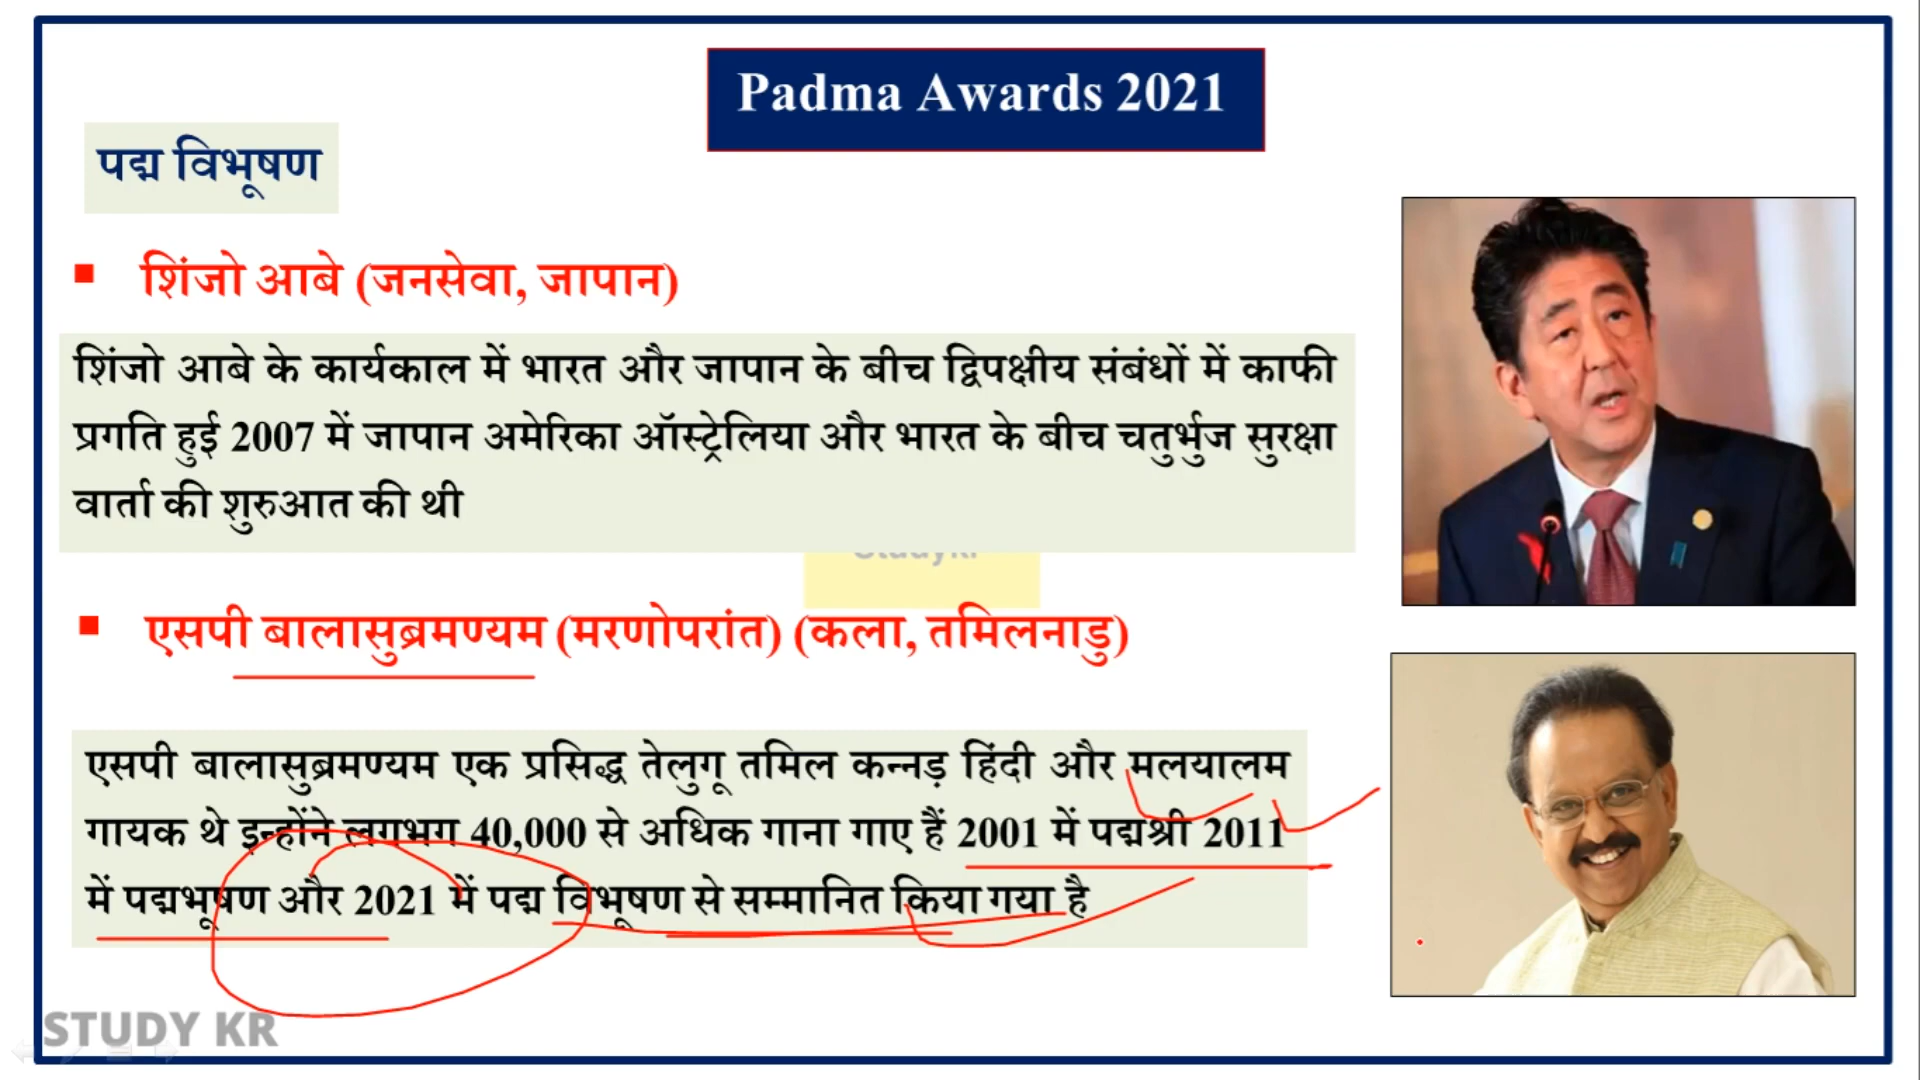 Padma Awards 2021
पद्म विभूषण
▪ शिंजो आबे (जनसेवा, जापान)
शिंजो आबे के कार्यकाल में भारत और जापान के बीच द्विपक्षीय संबंधों में काफी
प्रगति हुई 2007 में जापान अमेरिका ऑस्ट्रेलिया और भारत के बीच चतुर्भुज सुरक्षा
वार्ता की शुरुआत की थी
▪ एसपी बालासुब्रमण्यम (मरणोपरांत) (कला, तमिलनाडु)
एसपी बालासुब्रमण्यम एक प्रसिद्ध तेलुगू तमिल कन्नड़ हिंदी और मलयालम
गायक थे इन्होंने लगभग 40,000 से अधिक गाना गाए हैं 2001 में पद्मश्री 2011
में पद्मभूषण और 2021 में पद्म विभूषण से सम्मानित किया गया है
STUDY KR